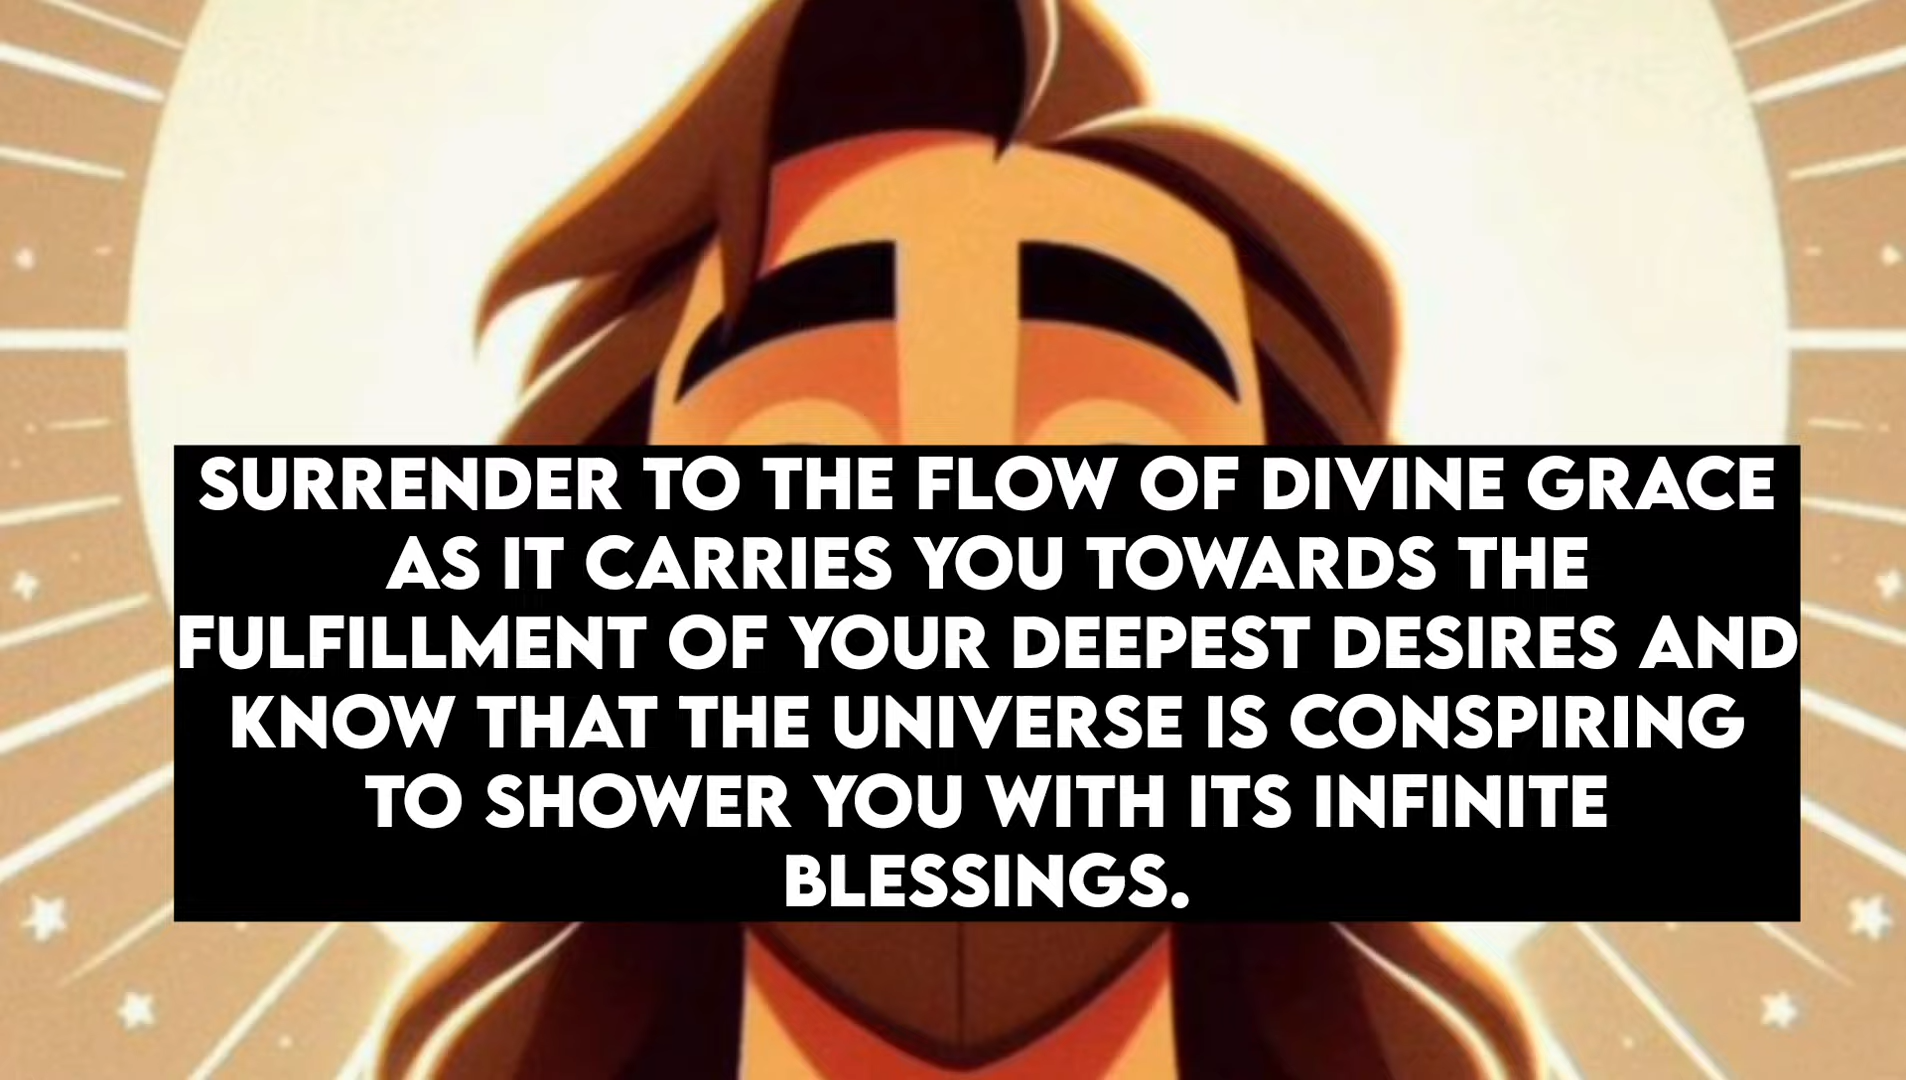 SURRENDER TO THE FLOW OF DIVINE GRACE
AS IT CARRIES YOU TOWARDS THE
FULFILLMENT OF YOUR DEEPEST DESIRES AND
KNOW THAT THE UNIVERSE IS CONSPIRING
TO SHOWER YOU WITH ITS INFINITE
BLESSINGS.